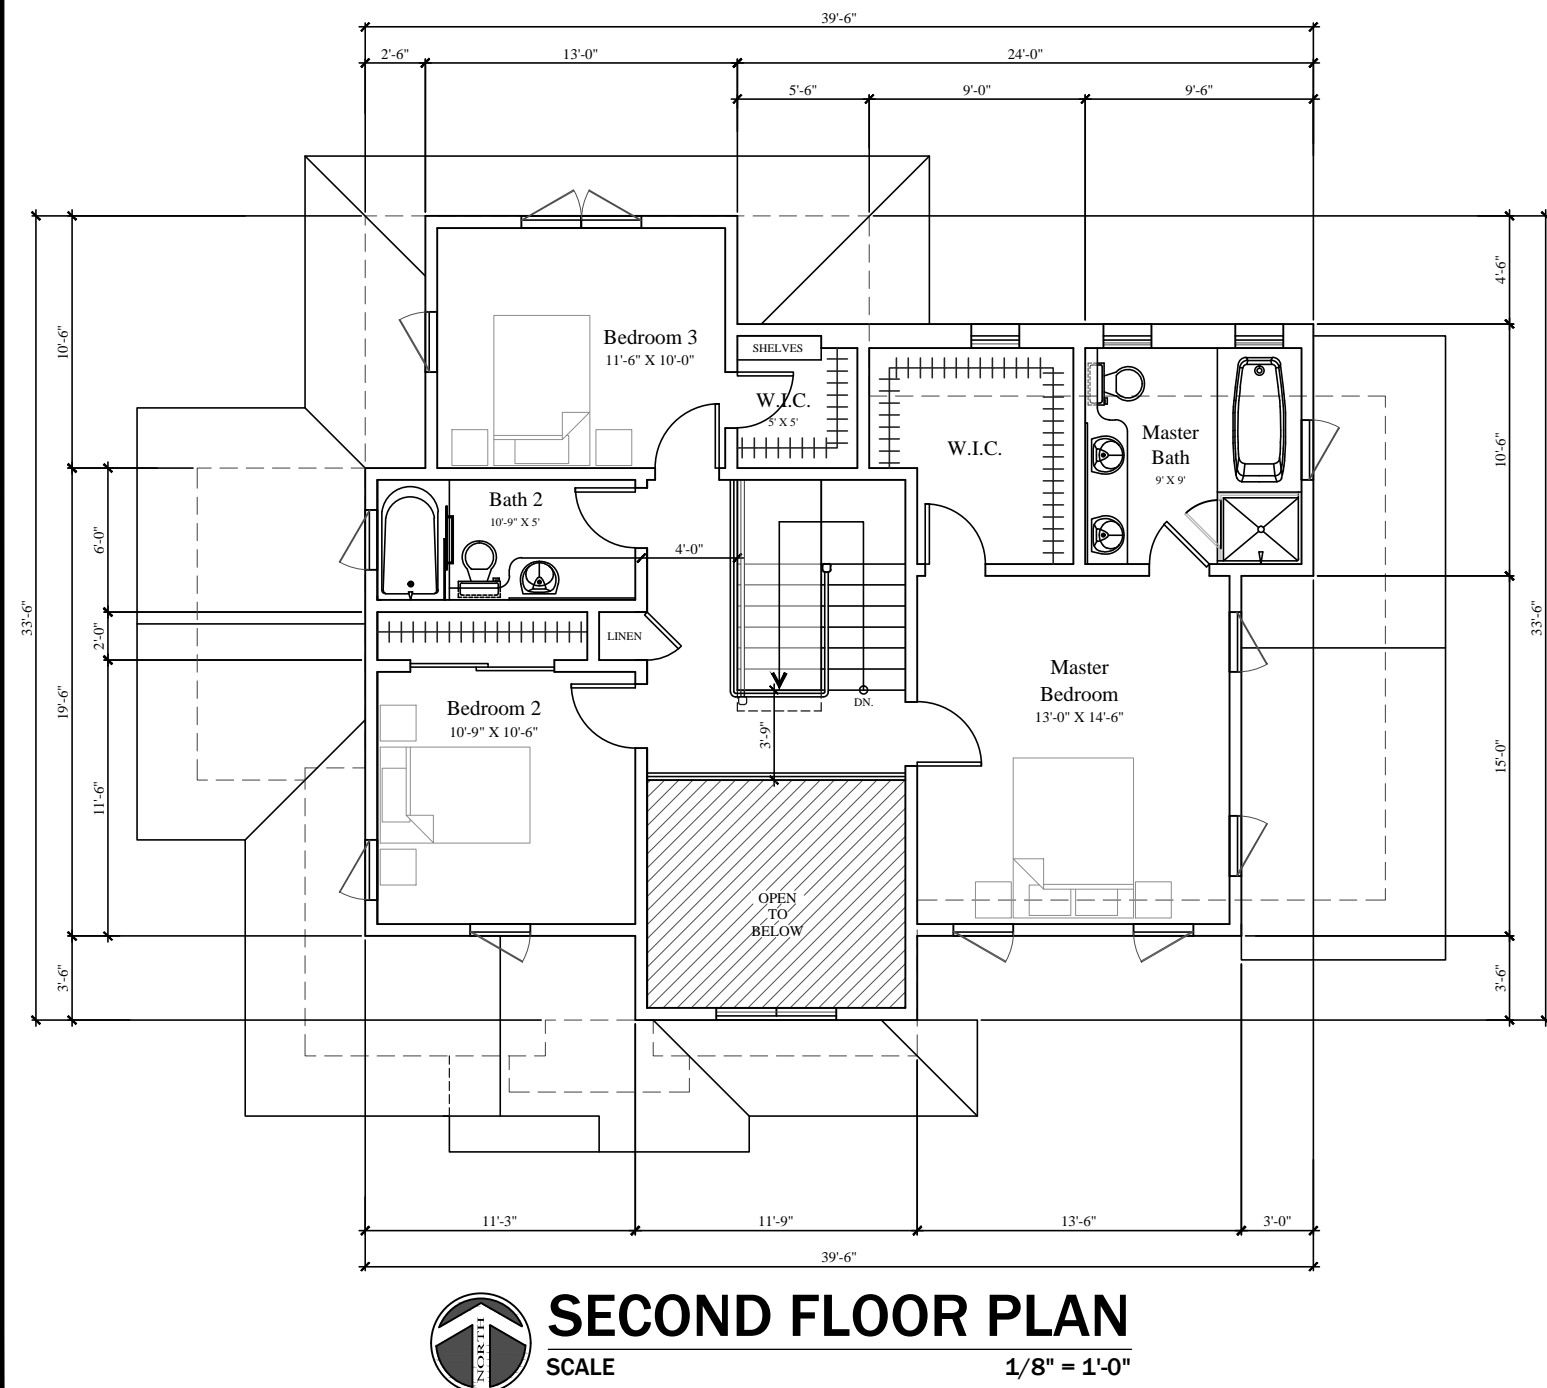 39'-6"
2'-6" 13'-0" 24'-0"
5'-6" 9'-0" 9'-6"
33'-6"
10'-6"
19'-6"
3'-6"
6'-0"
2'-0"
11'-6"
4'-6"
10'-6"
15'-0"
3'-6"
33'-6"
Bedroom 3
11'-6" X 10'-0"
SHELVES
W.I.C.
5' X 5'
W.I.C.
Master
Bath
9' X 9'
Bath 2
10'-9" X 5'
4'-0"
LINEN
DN.
3'-9"
Bedroom 2
10'-9" X 10'-6"
Master
Bedroom
13'-0" X 14'-6"
OPEN
TO
BELOW
11'-3" 11'-9" 13'-6" 3'-0"
39'-6"
NORTH
SECOND FLOOR PLAN
SCALE 1/8" = 1'-0"